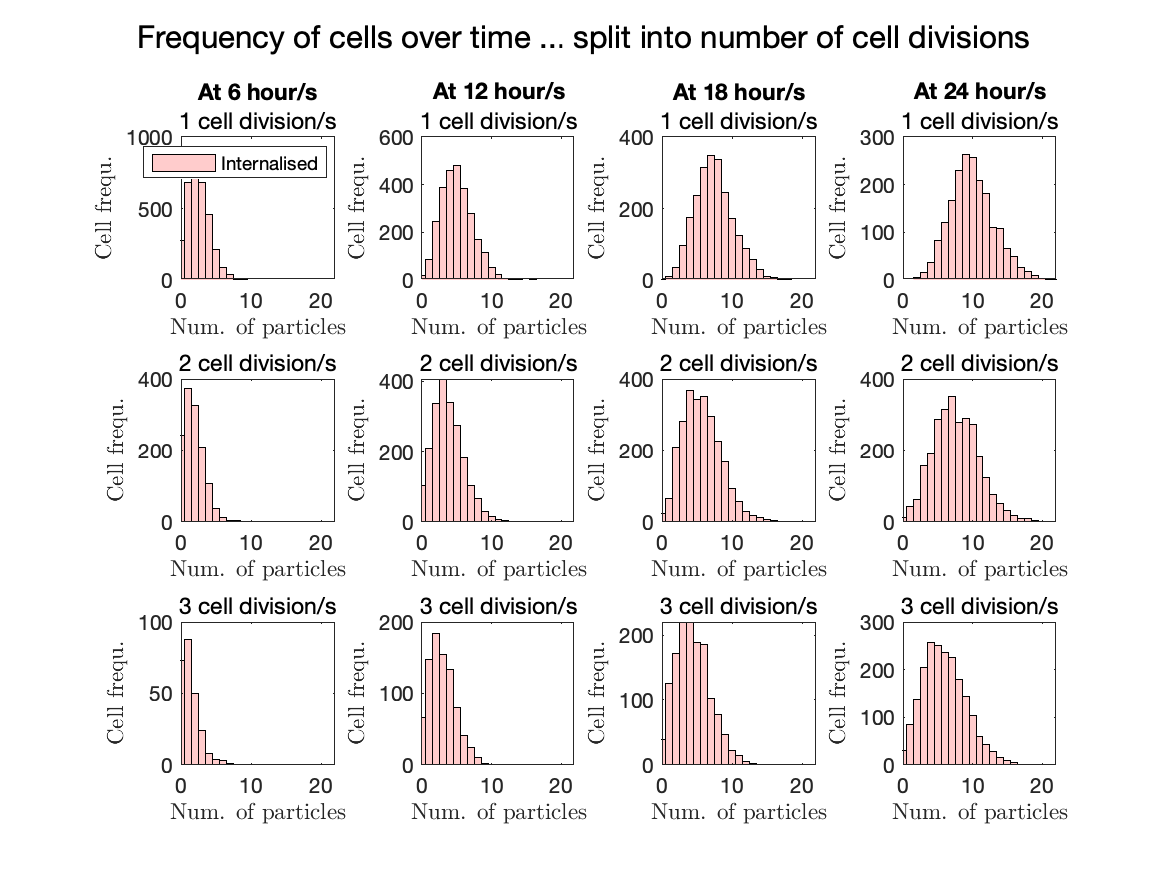 Frequency of cells over time ... split into number of cell divisions
At 6 hour/s At 12 hour/s At 18 hour/s At 24 hour/s
1 cell division/s 1 cell division/s 1 cell division/s 1 cell division/s
Internalised
Cell frequ. Cell frequ. Cell frequ. Cell frequ.
1000 600 400 300
500 400 200 200
0 200 0 100
0 0
0 10 20 0 10 20 0 10 20 0 10 20
Num. of particles Num. of particles Num. of particles Num. of particles
2 cell division/s 2 cell division/s 2 cell division/s 2 cell division/s
Cell frequ. Cell frequ. Cell frequ. Cell frequ.
400 400 400 400
200 200 200 200
0 0 0 0
0 10 20 0 10 20 0 10 20 0 10 20
Num. of particles Num. of particles Num. of particles Num. of particles
3 cell division/s 3 cell division/s 3 cell division/s 3 cell division/s
Cell frequ. Cell frequ. Cell frequ. Cell frequ.
100 200 200 300
50 100 100 200
0 0 0 100
0
0 10 20 0 10 20 0 10 20 0 10 20
Num. of particles Num. of particles Num. of particles Num. of particles